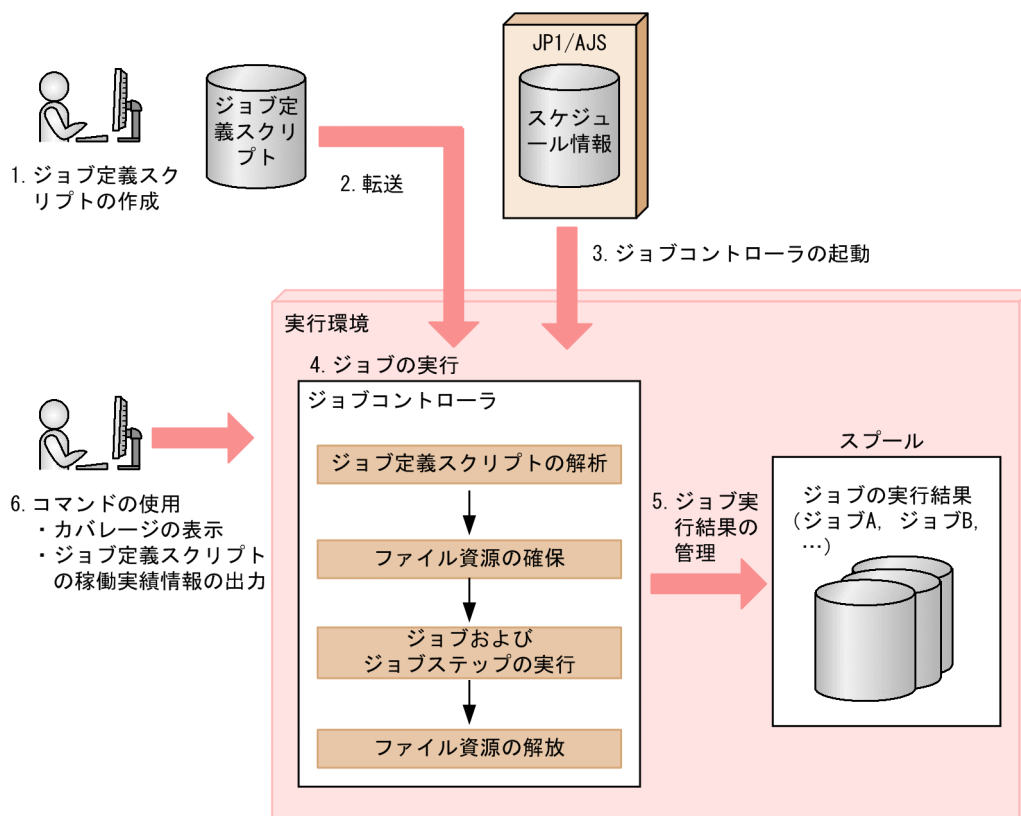 JP1/AJS
ジョブ定
義スクリ
プト
スケジュ
ール情報
1. ジョブ定義スク
リプトの作成
2. 転送
3. ジョブコントローラの起動
実行環境
4. ジョブの実行
ジョブコントローラ
ジョブ定義スクリプトの解析
ファイル資源の確保
ジョブおよび
ジョブステップの実行
ファイル資源の解放
5. ジョブ実
行結果の
管理
スプール
ジョブの実行結果
（ジョブA, ジョブB,
…）
6. コマンドの使用
・カバレージの表示
・ジョブ定義スクリプト
の稼働実績情報の出力